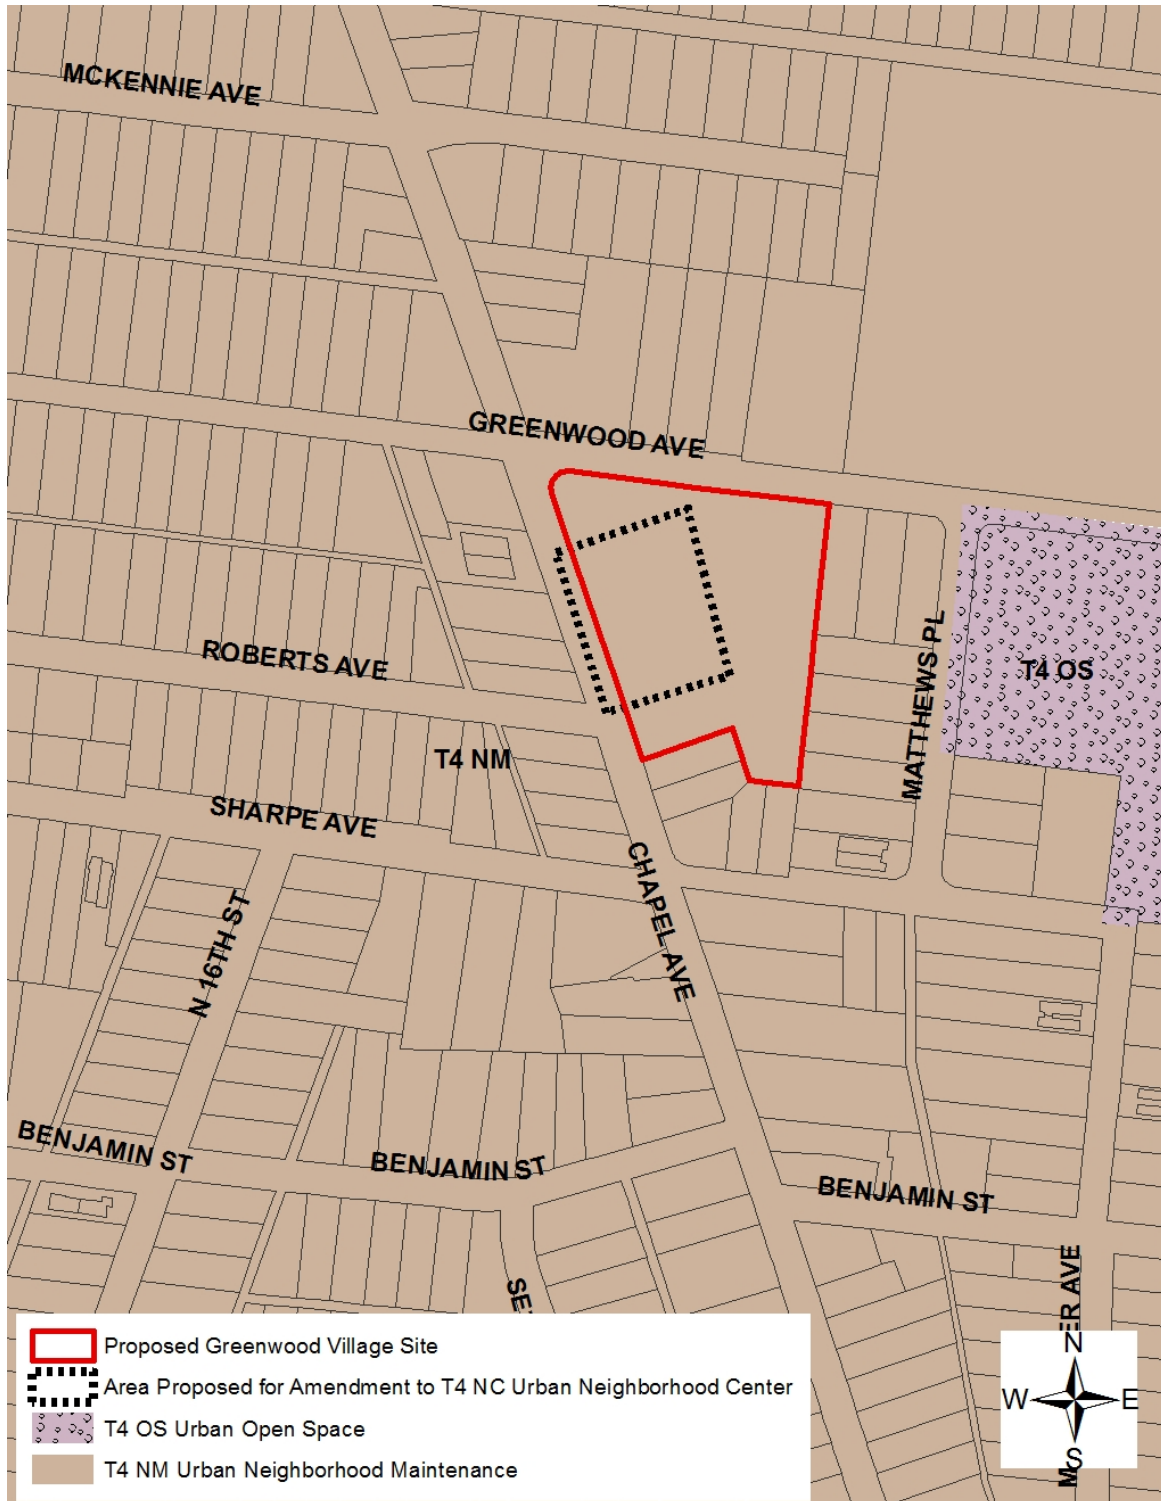 MCKENNIE AVE
GREENWOOD AVE
ROBERTS AVE
MATTHEWS PL
T4 OS
T4 NM
SHARPE AVE
CHAPEL AVE
N 16TH ST
BENJAMIN ST
BENJAMIN ST
BENJAMIN ST
Proposed Greenwood Village Site
Area Proposed for Amendment to T4 NC Urban Neighborhood Center
T4 OS Urban Open Space
T4 NM Urban Neighborhood Maintenance
N
W E
S